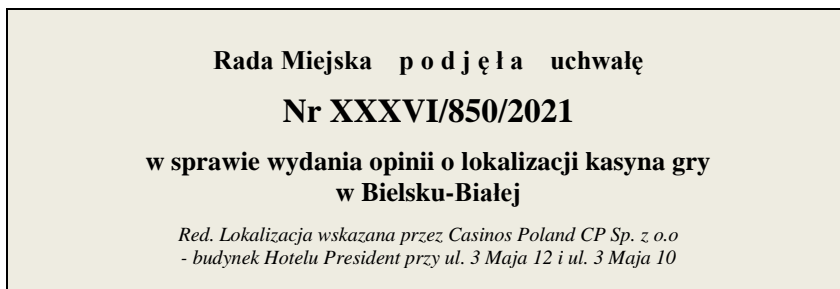 Rada Miejska p o d j ę ł a uchwałę
Nr XXXVI/850/2021
w sprawie wydania opinii o lokalizacji kasyna gry
w Bielsku-Białej
Red. Lokalizacja wskazana przez Casinos Poland CP Sp. z o.o
- budynek Hotelu President przy ul. 3 Maja 12 i ul. 3 Maja 10